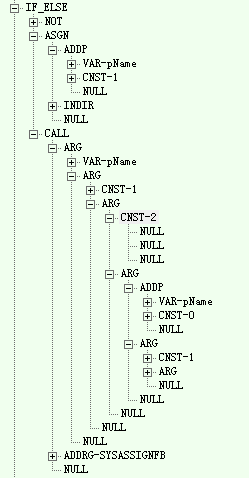 IF_ELSE
NOT
ASGN
ADDP
VAR-pName
CNST-1
NULL
INDIR
NULL
CALL
ARG
VAR-pName
ARG
CNST-1
ARG
CNST-2
NULL
NULL
NULL
ARG
ADDP
VAR-pName
CNST-0
NULL
ARG
CNST-1
ARG
NULL
NULL
NULL
NULL
NULL
ADDRG-SYSASSIGNFB
NULL